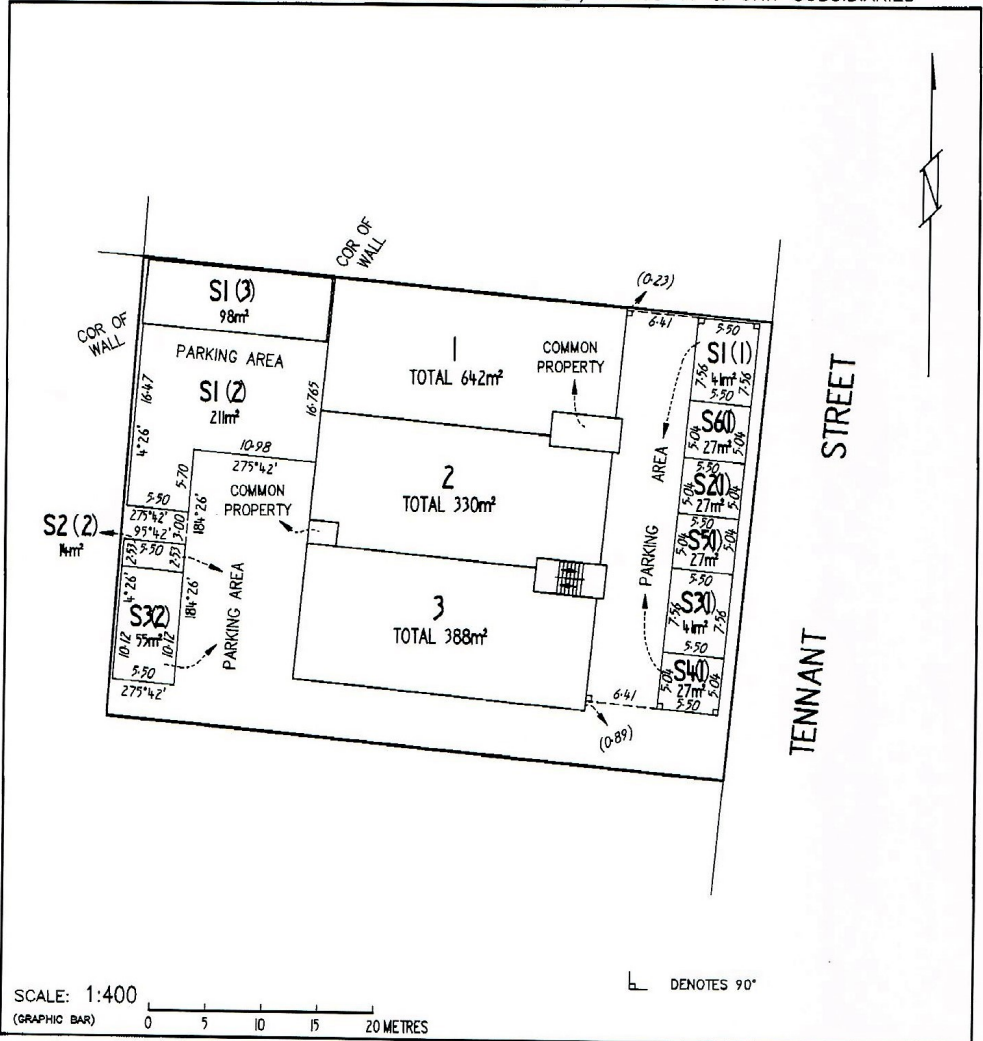 SUBSIDIARIES
COR OF
WALL
(0·23)
S1 (3)
98m²
6·41
5·50
COR OF
WALL
PARKING AREA
1
TOTAL 642m²
COMMON
PROPERTY
S1 (1)
41m²
7·56
7·56
5·50
16·47
4°26'
S1 (2)
211m²
16·765
STREET
S6(1)
27m²
5·04
5·04
5·50
10·98
275°42'
5·70
184°26'
COMMON
PROPERTY
2
TOTAL 330m²
PARKING AREA
S2(1)
27m²
5·04
5·04
5·50
5·50
275°42'
95°42'
3·00
S2 (2)
14m²
S5(1)
27m²
5·04
5·04
5·50
2·53
5·50
2·53
4°26'
184°26'
PARKING AREA
S3(2)
55m²
10·12
10·12
5·50
275°42'
3
TOTAL 388m²
S3(1)
41m²
7·56
7·56
5·50
S4(1)
27m²
5·04
5·04
5·50
6·41
(0·89)
TENNANT
DENOTES 90°
SCALE: 1:400
(GRAPHIC BAR)
0 5 10 15 20 METRES